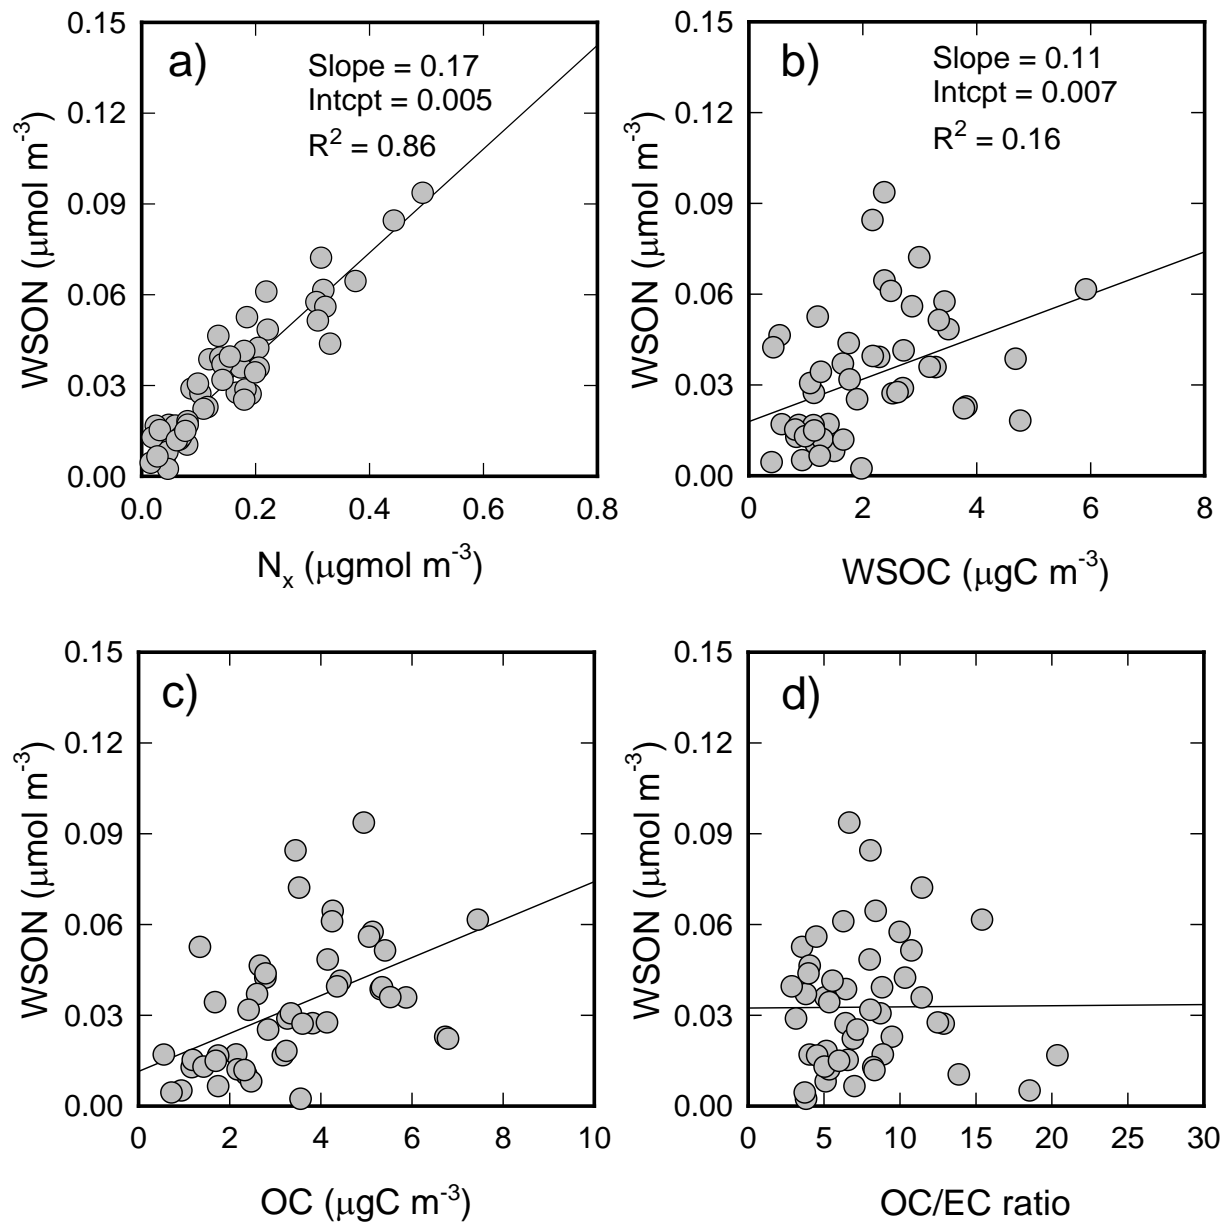 a)
Slope = 0.17
Intcpt = 0.005
R² = 0.86
WSON (μmol m⁻³)
0.15
0.12
0.09
0.06
0.03
0.00
0.0 0.2 0.4 0.6 0.8
Nₓ (μgmol m⁻³)
b)
Slope = 0.11
Intcpt = 0.007
R² = 0.16
WSON (μmol m⁻³)
0.15
0.12
0.09
0.06
0.03
0.00
0 2 4 6 8
WSOC (μgC m⁻³)
c)
WSON (μmol m⁻³)
0.15
0.12
0.09
0.06
0.03
0.00
0 2 4 6 8 10
OC (μgC m⁻³)
d)
WSON (μmol m⁻³)
0.15
0.12
0.09
0.06
0.03
0.00
0 5 10 15 20 25 30
OC/EC ratio